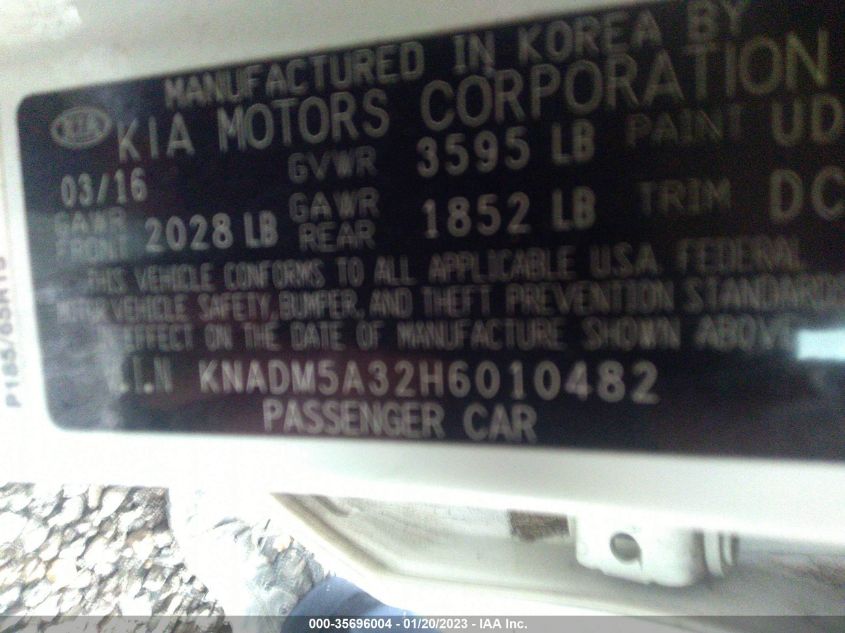 MANUFACTURED IN KOREA BY
KIA KIA MOTORS CORPORATION
03/16 GVWR 3595 LB PAINT UD
GAWR FRONT 2028 LB GAWR REAR 1852 LB TRIM DC
THIS VEHICLE CONFORMS TO ALL APPLICABLE U.S.A. FEDERAL
MOTOR VEHICLE SAFETY, BUMPER, AND THEFT PREVENTION STANDARDS
EFFECT ON THE DATE OF MANUFACTURE SHOWN ABOVE
V.I.N KNADM5A32H6010482
PASSENGER CAR
P185/65R15
000-35696004 - 01/20/2023 - IAA Inc.